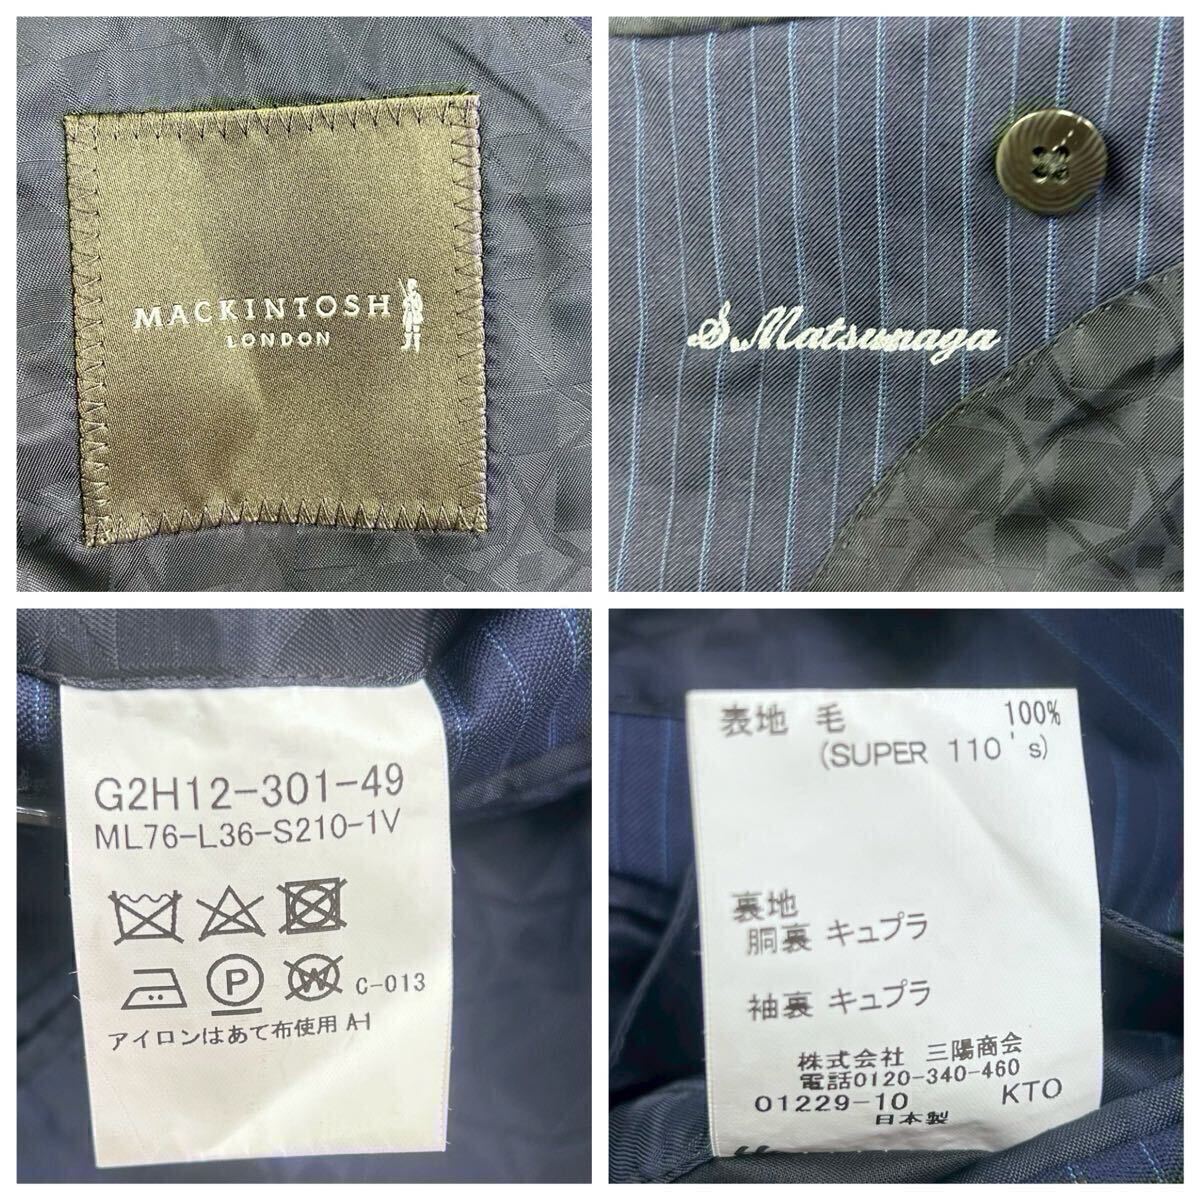 MACKINTOSH
LONDON
S.Matsunaga
G2H12-301-49
ML76-L36-S210-1V
P
W
C-013
アイロンはあて布使用 A-1
表地 毛 100%
(SUPER 110's)
裏地
胴裏 キュプラ
袖裏 キュプラ
株式会社 三陽商会
電話0120-340-460
01229-10 KTO
日本製